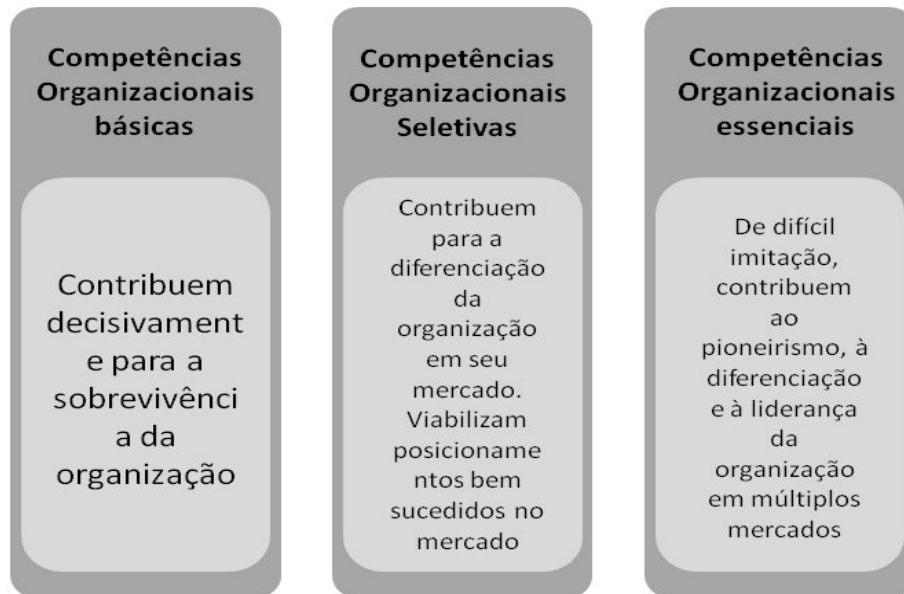 Competências
Organizacionais
básicas
Contribuem
decisivament
e para a
sobrevivênci
a da
organização
Competências
Organizacionais
Seletivas
Contribuem
para a
diferenciação
da
organização
em seu
mercado.
Viabilizam
posicioname
ntos bem
sucedidos no
mercado
Competências
Organizacionais
essenciais
De difícil
imitação,
contribuem
ao
pioneirismo, à
diferenciação
e à liderança
da
organização
em múltiplos
mercados